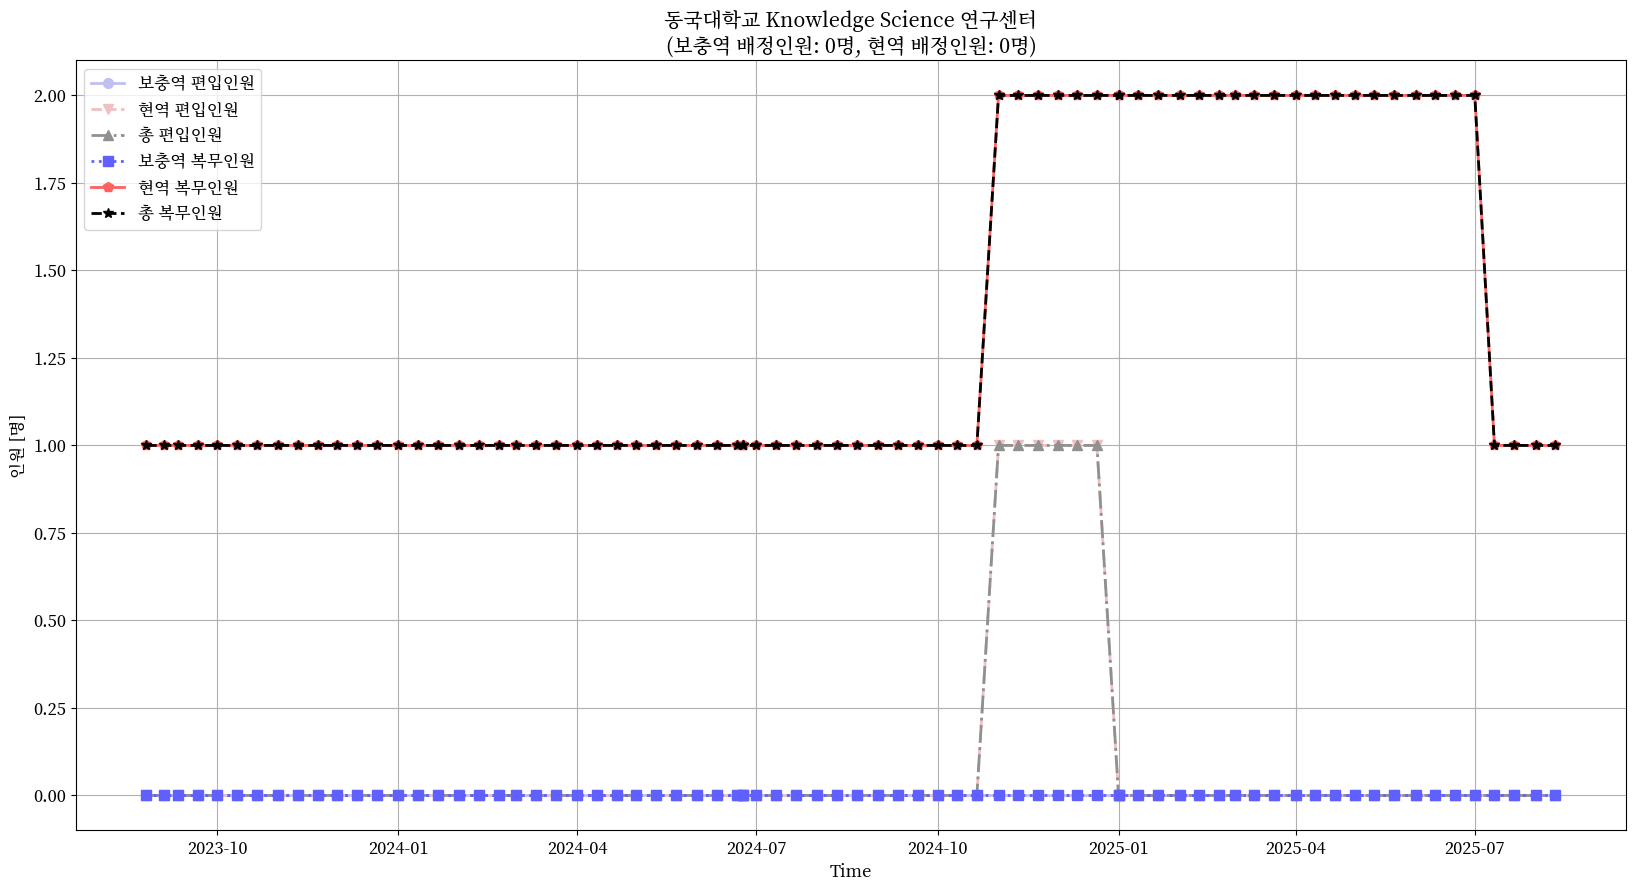 동국대학교 Knowledge Science 연구센터
(보충역 배정인원: 0명, 현역 배정인원: 0명)
보충역 편입인원
현역 편입인원
총 편입인원
보충역 복무인원
현역 복무인원
총 복무인원
2.00
1.75
1.50
1.25
1.00
0.75
0.50
0.25
0.00
인원 [명]
2023-10
2024-01
2024-04
2024-07
2024-10
2025-01
2025-04
2025-07
Time